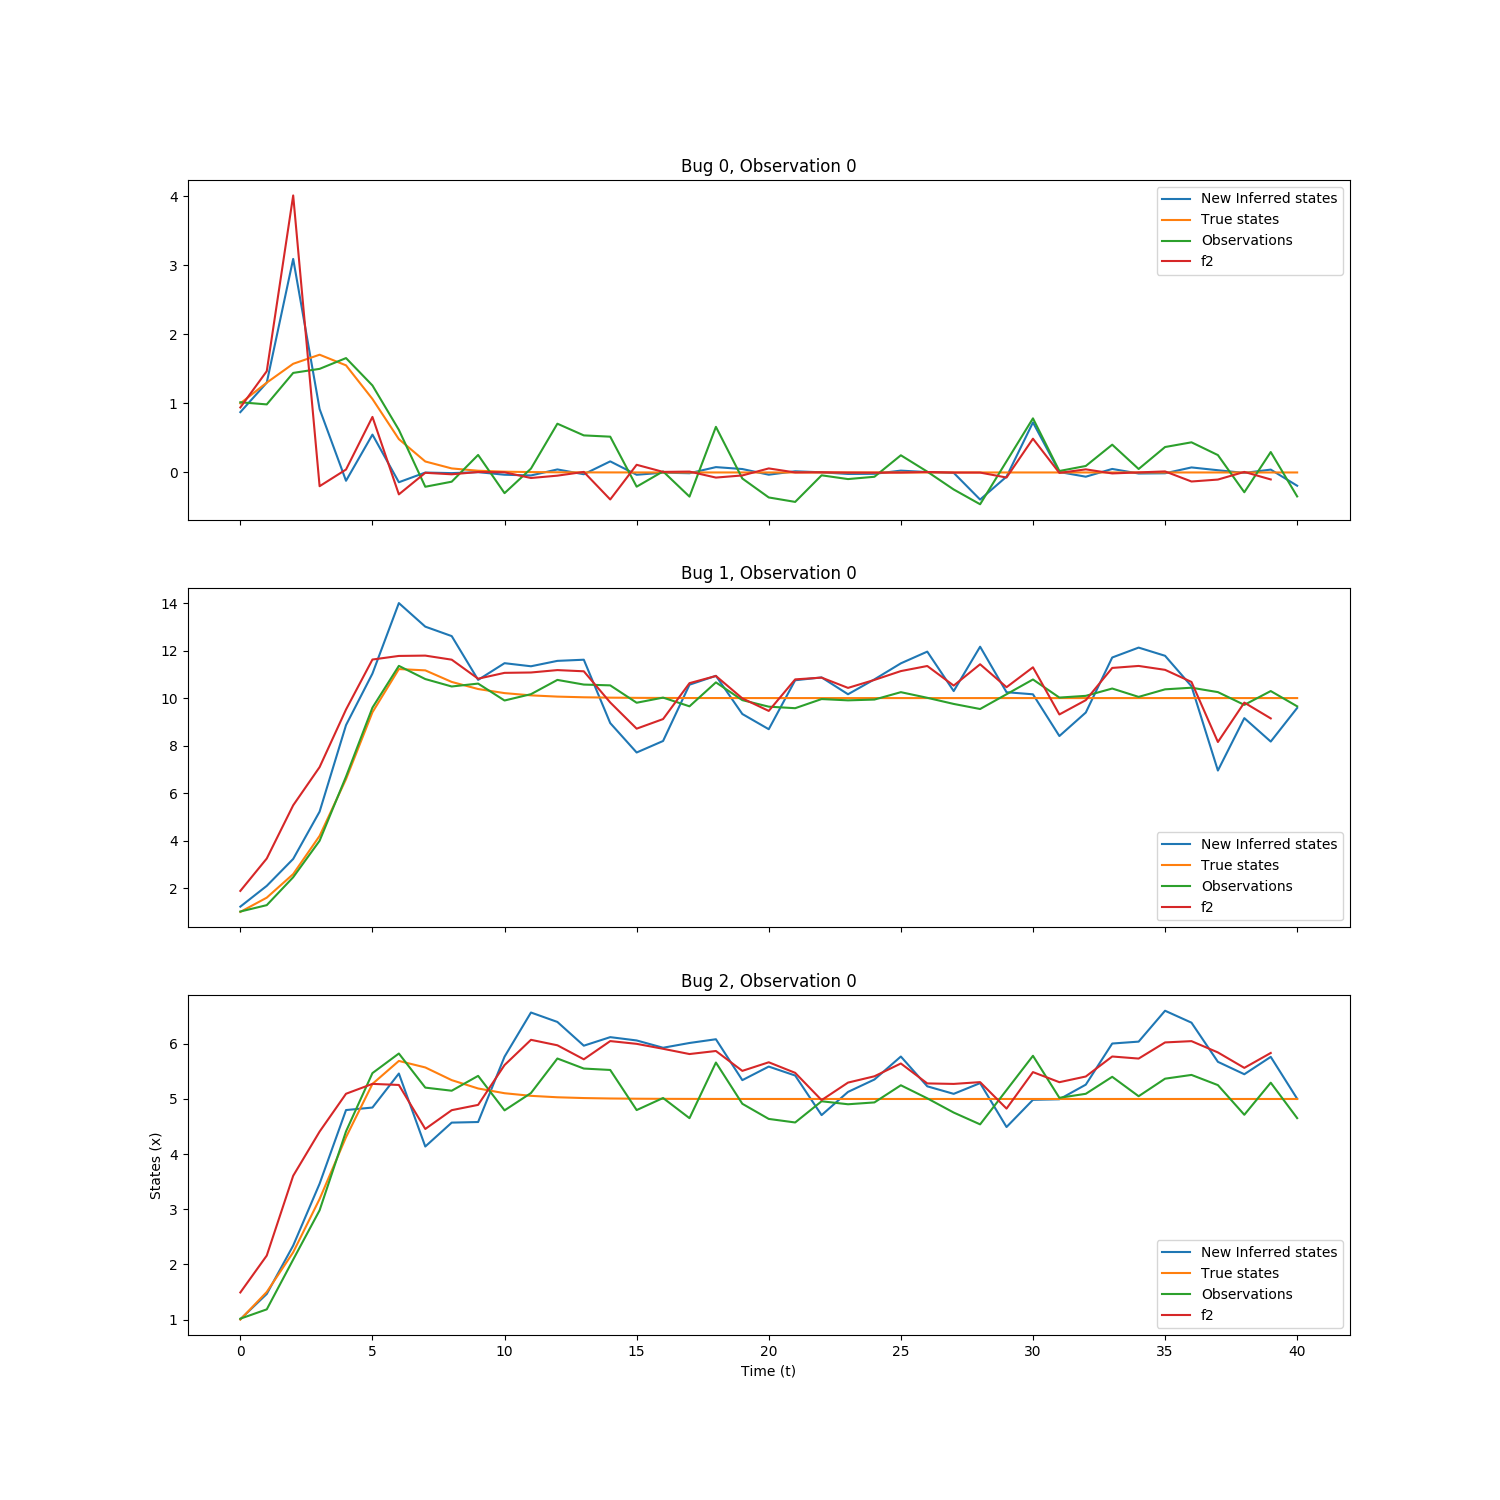 Bug 0, Observation 0
4
3
2
1
0
New Inferred states
True states
Observations
f2
Bug 1, Observation 0
14
12
10
8
6
4
2
New Inferred states
True states
Observations
f2
Bug 2, Observation 0
6
5
4
3
2
1
States (x)
New Inferred states
True states
Observations
f2
0 5 10 15 20 25 30 35 40
Time (t)